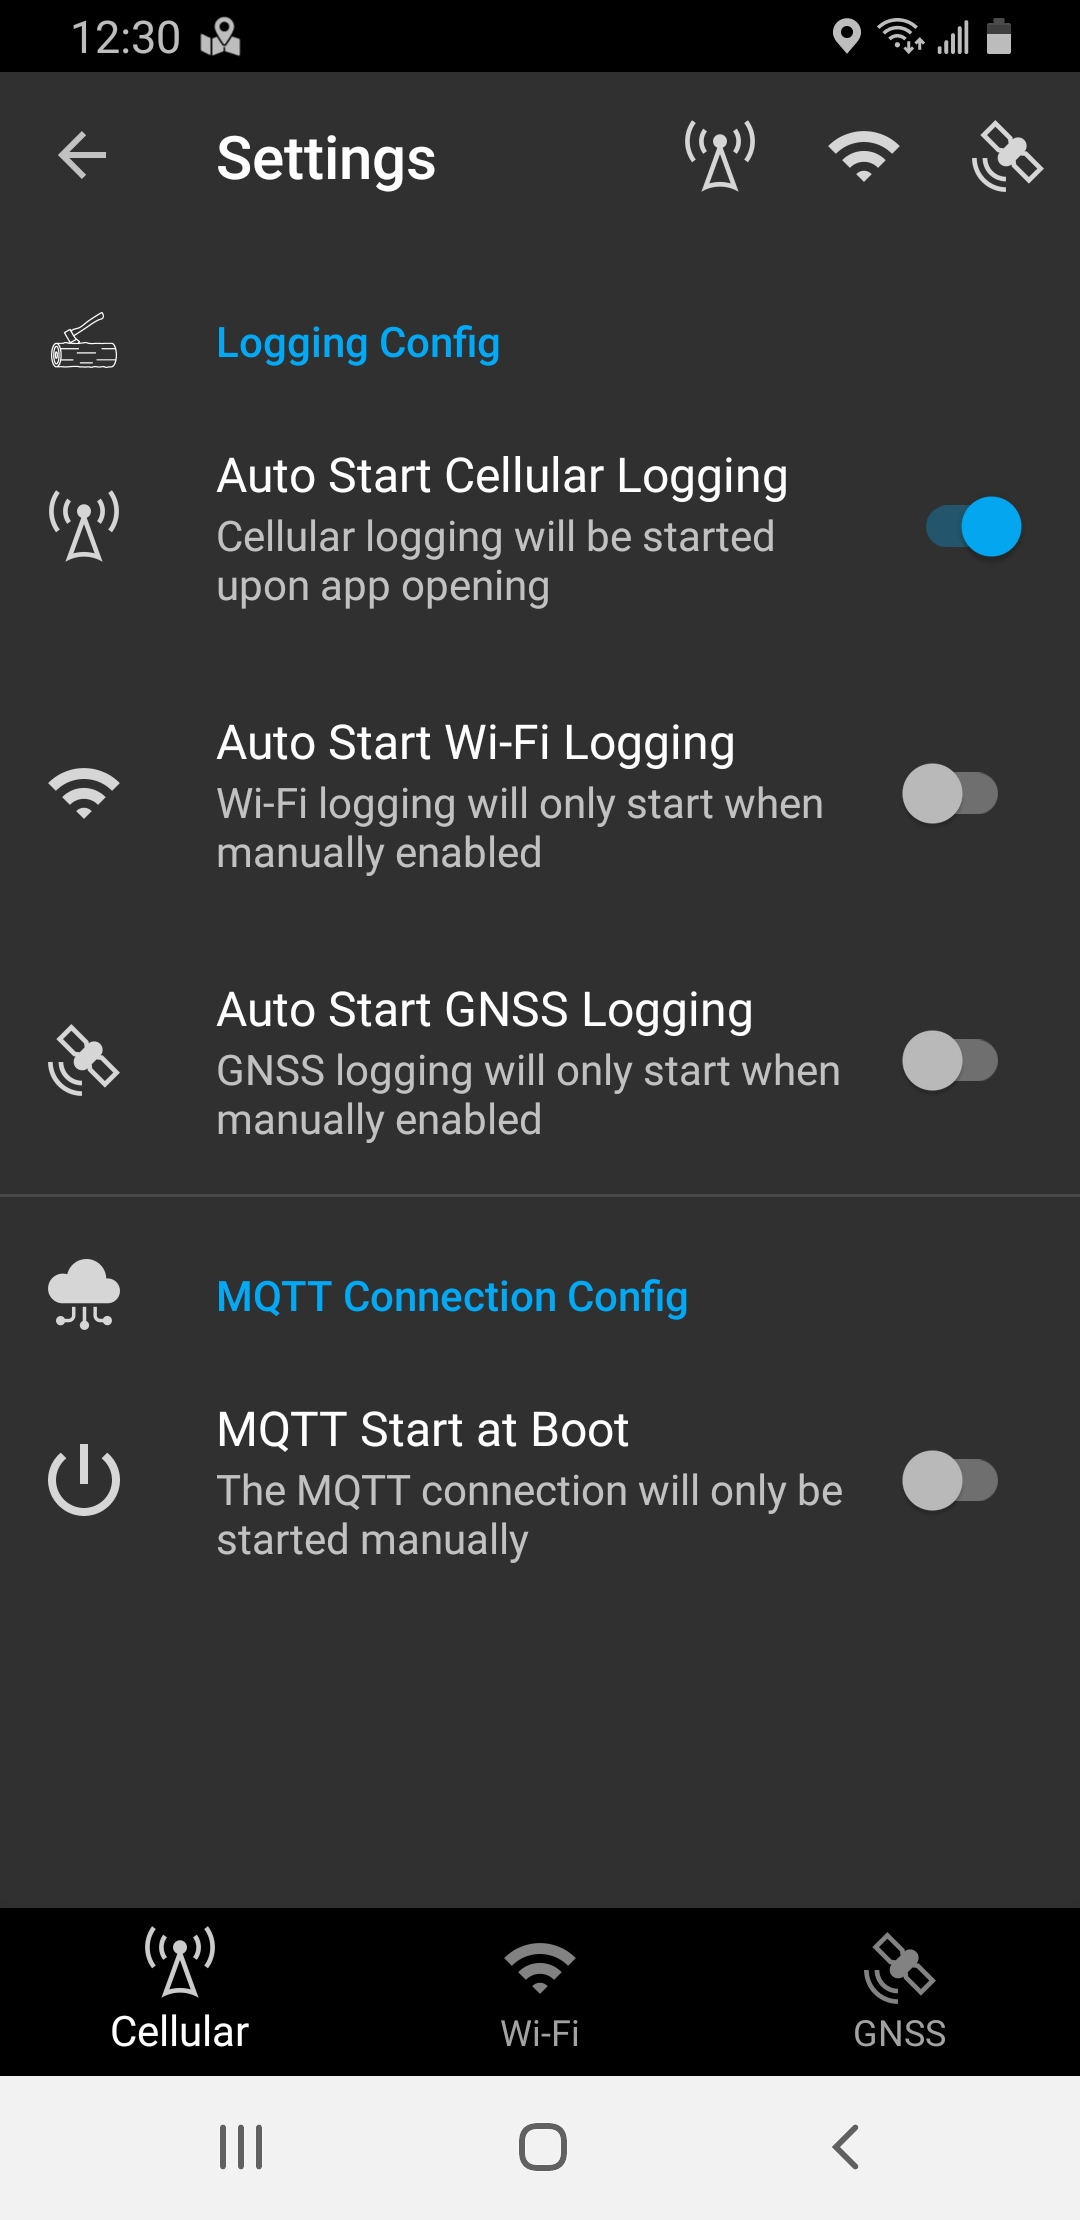 12:30
Settings
Logging Config
Auto Start Cellular Logging
Cellular logging will be started
upon app opening
Auto Start Wi-Fi Logging
Wi-Fi logging will only start when
manually enabled
Auto Start GNSS Logging
GNSS logging will only start when
manually enabled
MQTT Connection Config
MQTT Start at Boot
The MQTT connection will only be
started manually
Cellular
Wi-Fi
GNSS